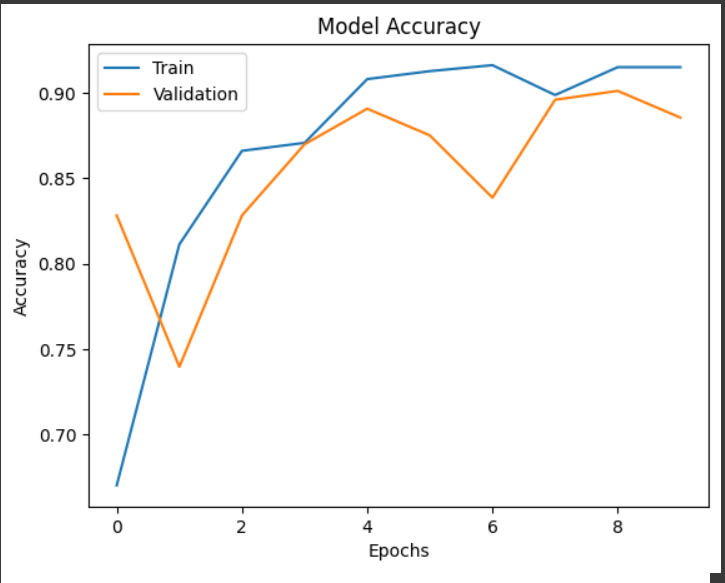 Model Accuracy
Train
Validation
0.90
0.85
0.80
0.75
0.70
Accuracy
0 2 4 6 8
Epochs